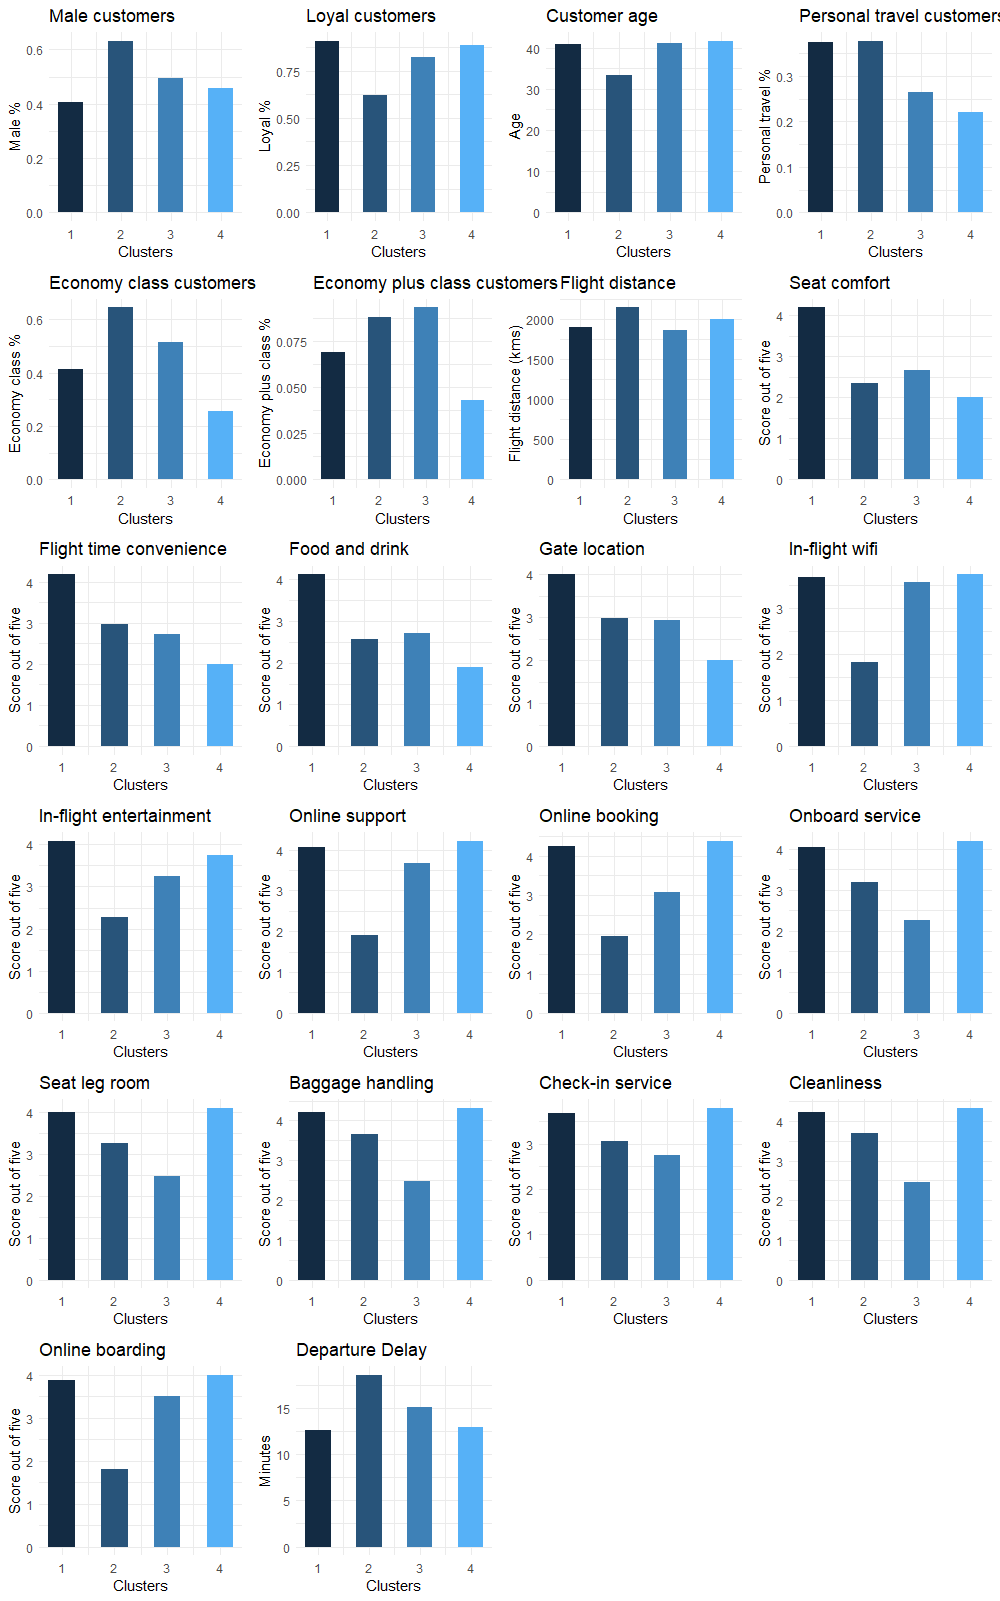 Male customers
Male %
0.6
0.4
0.2
0.0
1 2 3 4
Clusters
Loyal customers
Loyal %
0.75
0.50
0.25
0.00
1 2 3 4
Clusters
Customer age
Age
40
30
20
10
0
1 2 3 4
Clusters
Personal travel customers
Personal travel %
0.3
0.2
0.1
0.0
1 2 3 4
Clusters
Economy class customers
Economy class %
0.6
0.4
0.2
0.0
1 2 3 4
Clusters
Economy plus class customers
Economy plus class %
0.075
0.050
0.025
0.000
1 2 3 4
Clusters
Flight distance
Flight distance (kms)
2000
1500
1000
500
0
1 2 3 4
Clusters
Seat comfort
Score out of five
4
3
2
1
0
1 2 3 4
Clusters
Flight time convenience
Score out of five
4
3
2
1
0
1 2 3 4
Clusters
Food and drink
Score out of five
4
3
2
1
0
1 2 3 4
Clusters
Gate location
Score out of five
4
3
2
1
0
1 2 3 4
Clusters
In-flight wifi
Score out of five
3
2
1
0
1 2 3 4
Clusters
In-flight entertainment
Score out of five
4
3
2
1
0
1 2 3 4
Clusters
Online support
Score out of five
4
3
2
1
0
1 2 3 4
Clusters
Online booking
Score out of five
4
3
2
1
0
1 2 3 4
Clusters
Onboard service
Score out of five
4
3
2
1
0
1 2 3 4
Clusters
Seat leg room
Score out of five
4
3
2
1
0
1 2 3 4
Clusters
Baggage handling
Score out of five
4
3
2
1
0
1 2 3 4
Clusters
Check-in service
Score out of five
3
2
1
0
1 2 3 4
Clusters
Cleanliness
Score out of five
4
3
2
1
0
1 2 3 4
Clusters
Online boarding
Score out of five
4
3
2
1
0
1 2 3 4
Clusters
Departure Delay
Minutes
15
10
5
0
1 2 3 4
Clusters